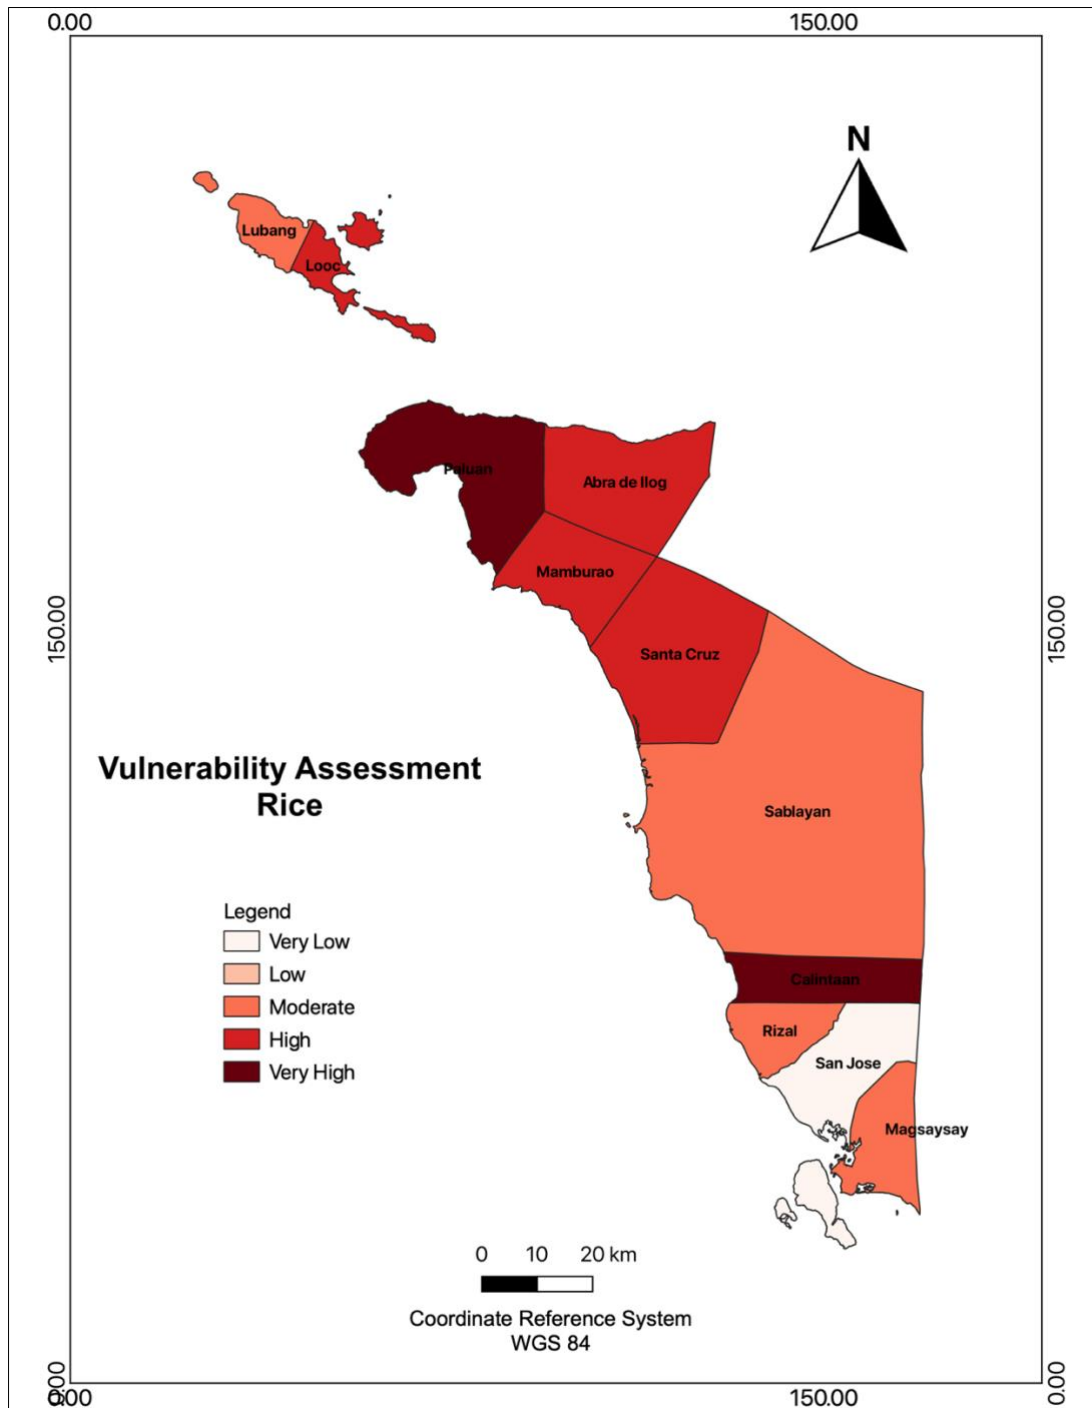 0.00
150.00
N
Lubang
Looc
Paluan
Abra de Ilog
Mamburao
150.00
150.00
Santa Cruz
Vulnerability Assessment
Rice
Sablayan
Legend
Very Low
Low
Moderate
High
Very High
Calintaan
Rizal
San Jose
Magsaysay
0 10 20 km
Coordinate Reference System
WGS 84
0.00
0.00
0.00
150.00